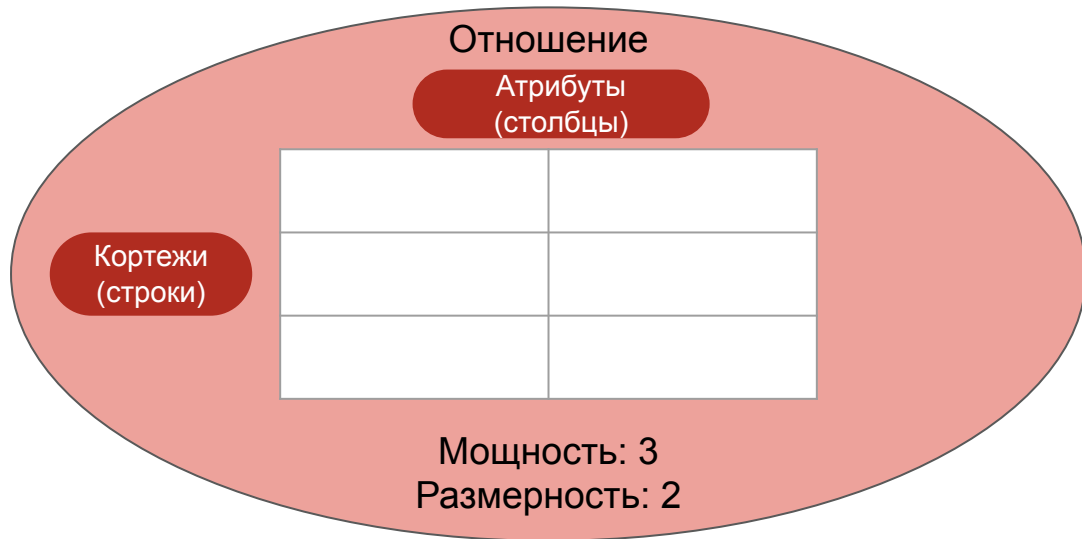 Отношение
Атрибуты
(столбцы)
Кортежи
(строки)
Мощность: 3
Размерность: 2